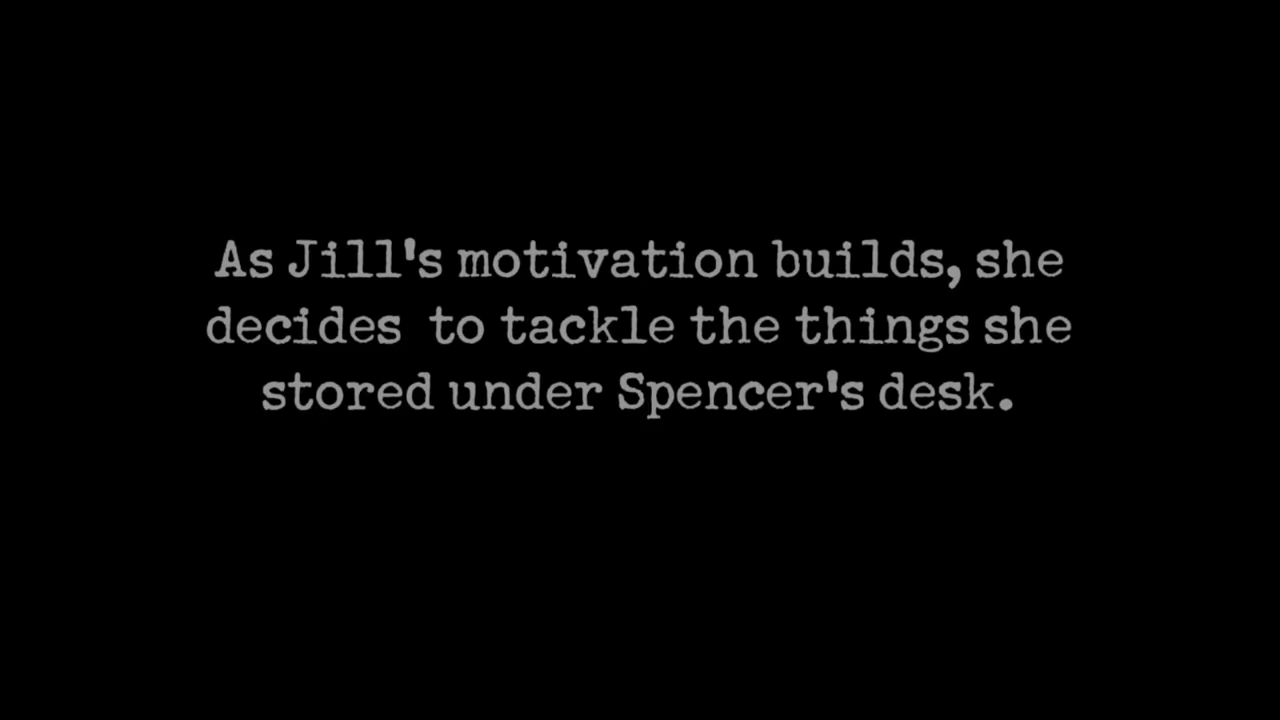 As Jill's motivation builds, she
decides  to tackle the things she
stored under Spencer's desk.